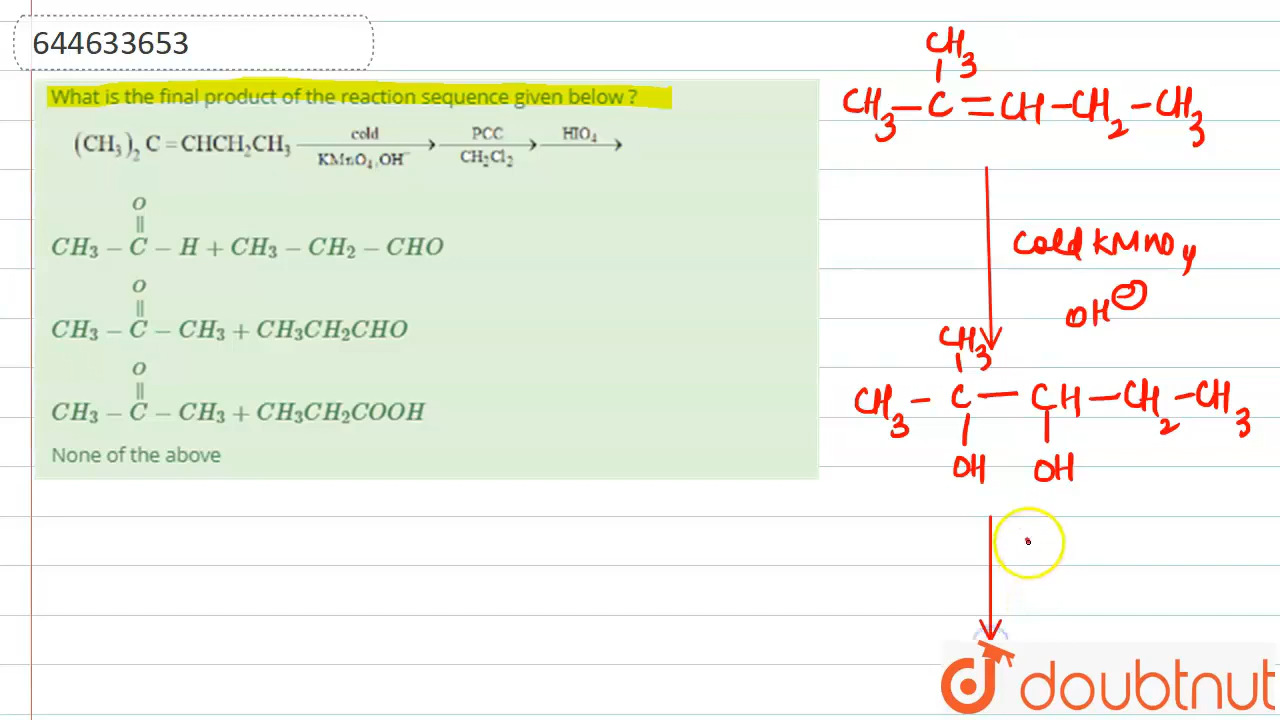 644633653
What is the final product of the reaction sequence given below ?
(CH₃)₂ C = CHCH₂CH₃ cold KMnO₄,OH⁻ → PCC CH₂Cl₂ → HIO₄ →
O
||
CH₃ − C − H + CH₃ − CH₂ − CHO
O
||
CH₃ − C − CH₃ + CH₃CH₂CHO
O
||
CH₃ − C − CH₃ + CH₃CH₂COOH
None of the above
CH₃
CH₃ − C = CH − CH₂ − CH₃
cold KMnO₄
OH⊖
CH₃
CH₃ − C − CH − CH₂ − CH₃
OH OH
doubtnut